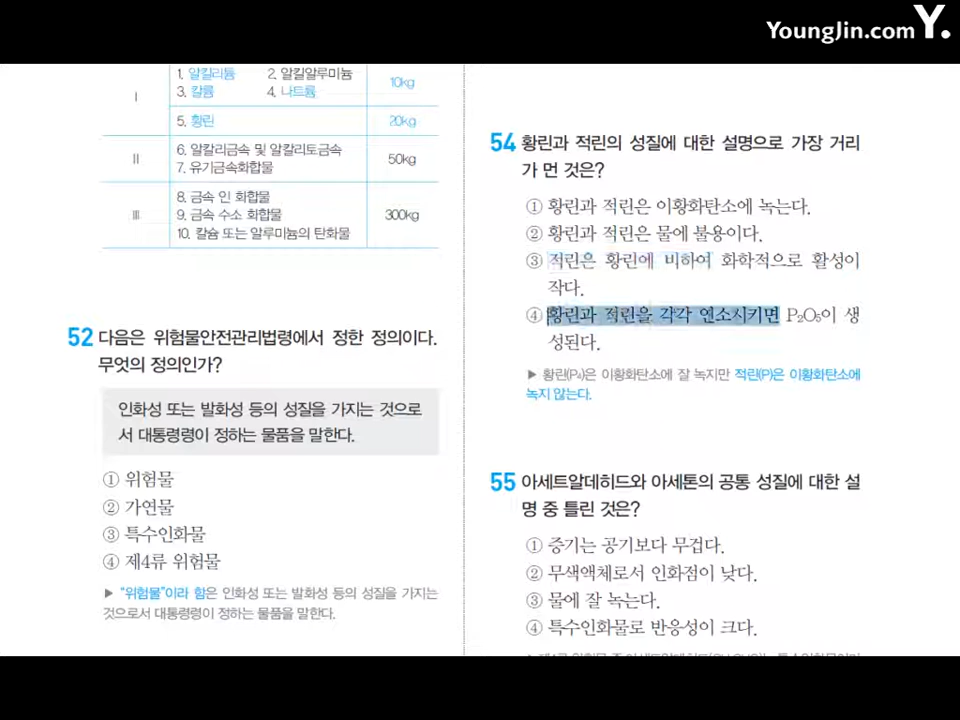 YoungJin.com Y.
1. 알킬리튬 2. 알킬알루미늄
3. 칼륨 4. 나트륨
Ⅰ
10kg
5. 황린
20kg
6. 알칼리금속 및 알칼리토금속
7. 유기금속화합물
Ⅱ
50kg
8. 금속 인 화합물
9. 금속 수소 화합물
10. 칼슘 또는 알루미늄의 탄화물
Ⅲ
300kg
52 다음은 위험물안전관리법령에서 정한 정의이다.
무엇의 정의인가?
인화성 또는 발화성 등의 성질을 가지는 것으로
서 대통령령이 정하는 물품을 말한다.
① 위험물
② 가연물
③ 특수인화물
④ 제4류 위험물
▶ "위험물"이라 함은 인화성 또는 발화성 등의 성질을 가지는
것으로서 대통령령이 정하는 물품을 말한다.
54 황린과 적린의 성질에 대한 설명으로 가장 거리
가 먼 것은?
① 황린과 적린은 이황화탄소에 녹는다.
② 황린과 적린은 물에 불용이다.
③ 적린은 황린에 비하여 화학적으로 활성이
작다.
④ 황린과 적린을 각각 연소시키면 P₂O₅이 생
성된다.
▶ 황린(P₄)은 이황화탄소에 잘 녹지만 적린(P)은 이황화탄소에
녹지 않는다.
55 아세트알데히드와 아세톤의 공통 성질에 대한 설
명 중 틀린 것은?
① 증기는 공기보다 무겁다.
② 무색액체로서 인화점이 낮다.
③ 물에 잘 녹는다.
④ 특수인화물로 반응성이 크다.